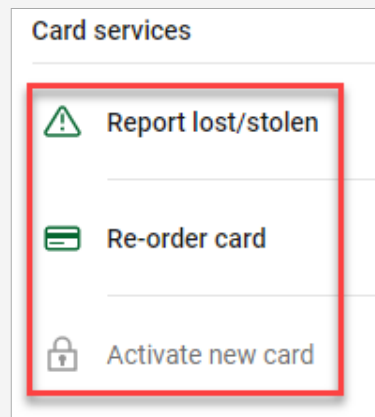 Card services
Report lost/stolen
Re-order card
Activate new card